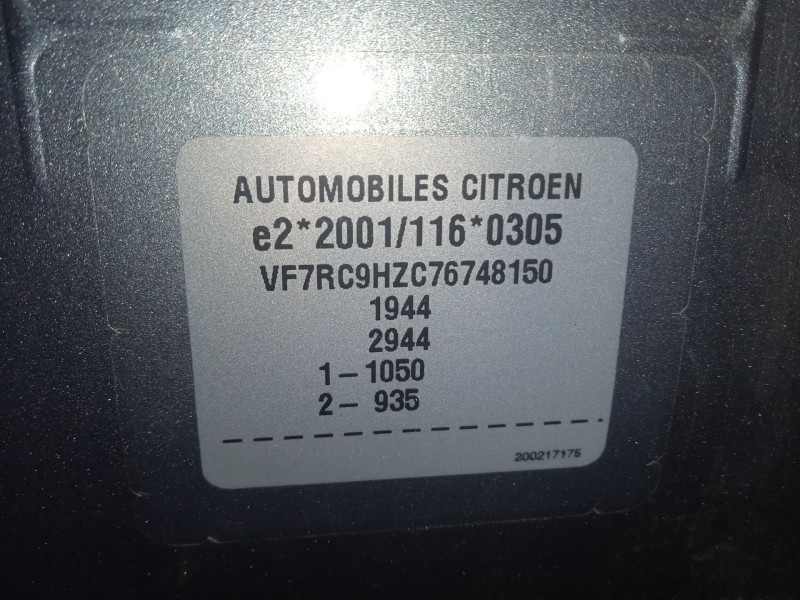 AUTOMOBILES CITROEN
e2*2001/116*0305
VF7RC9HZC76748150
1944
2944
1- 1050
2- 935
200217175